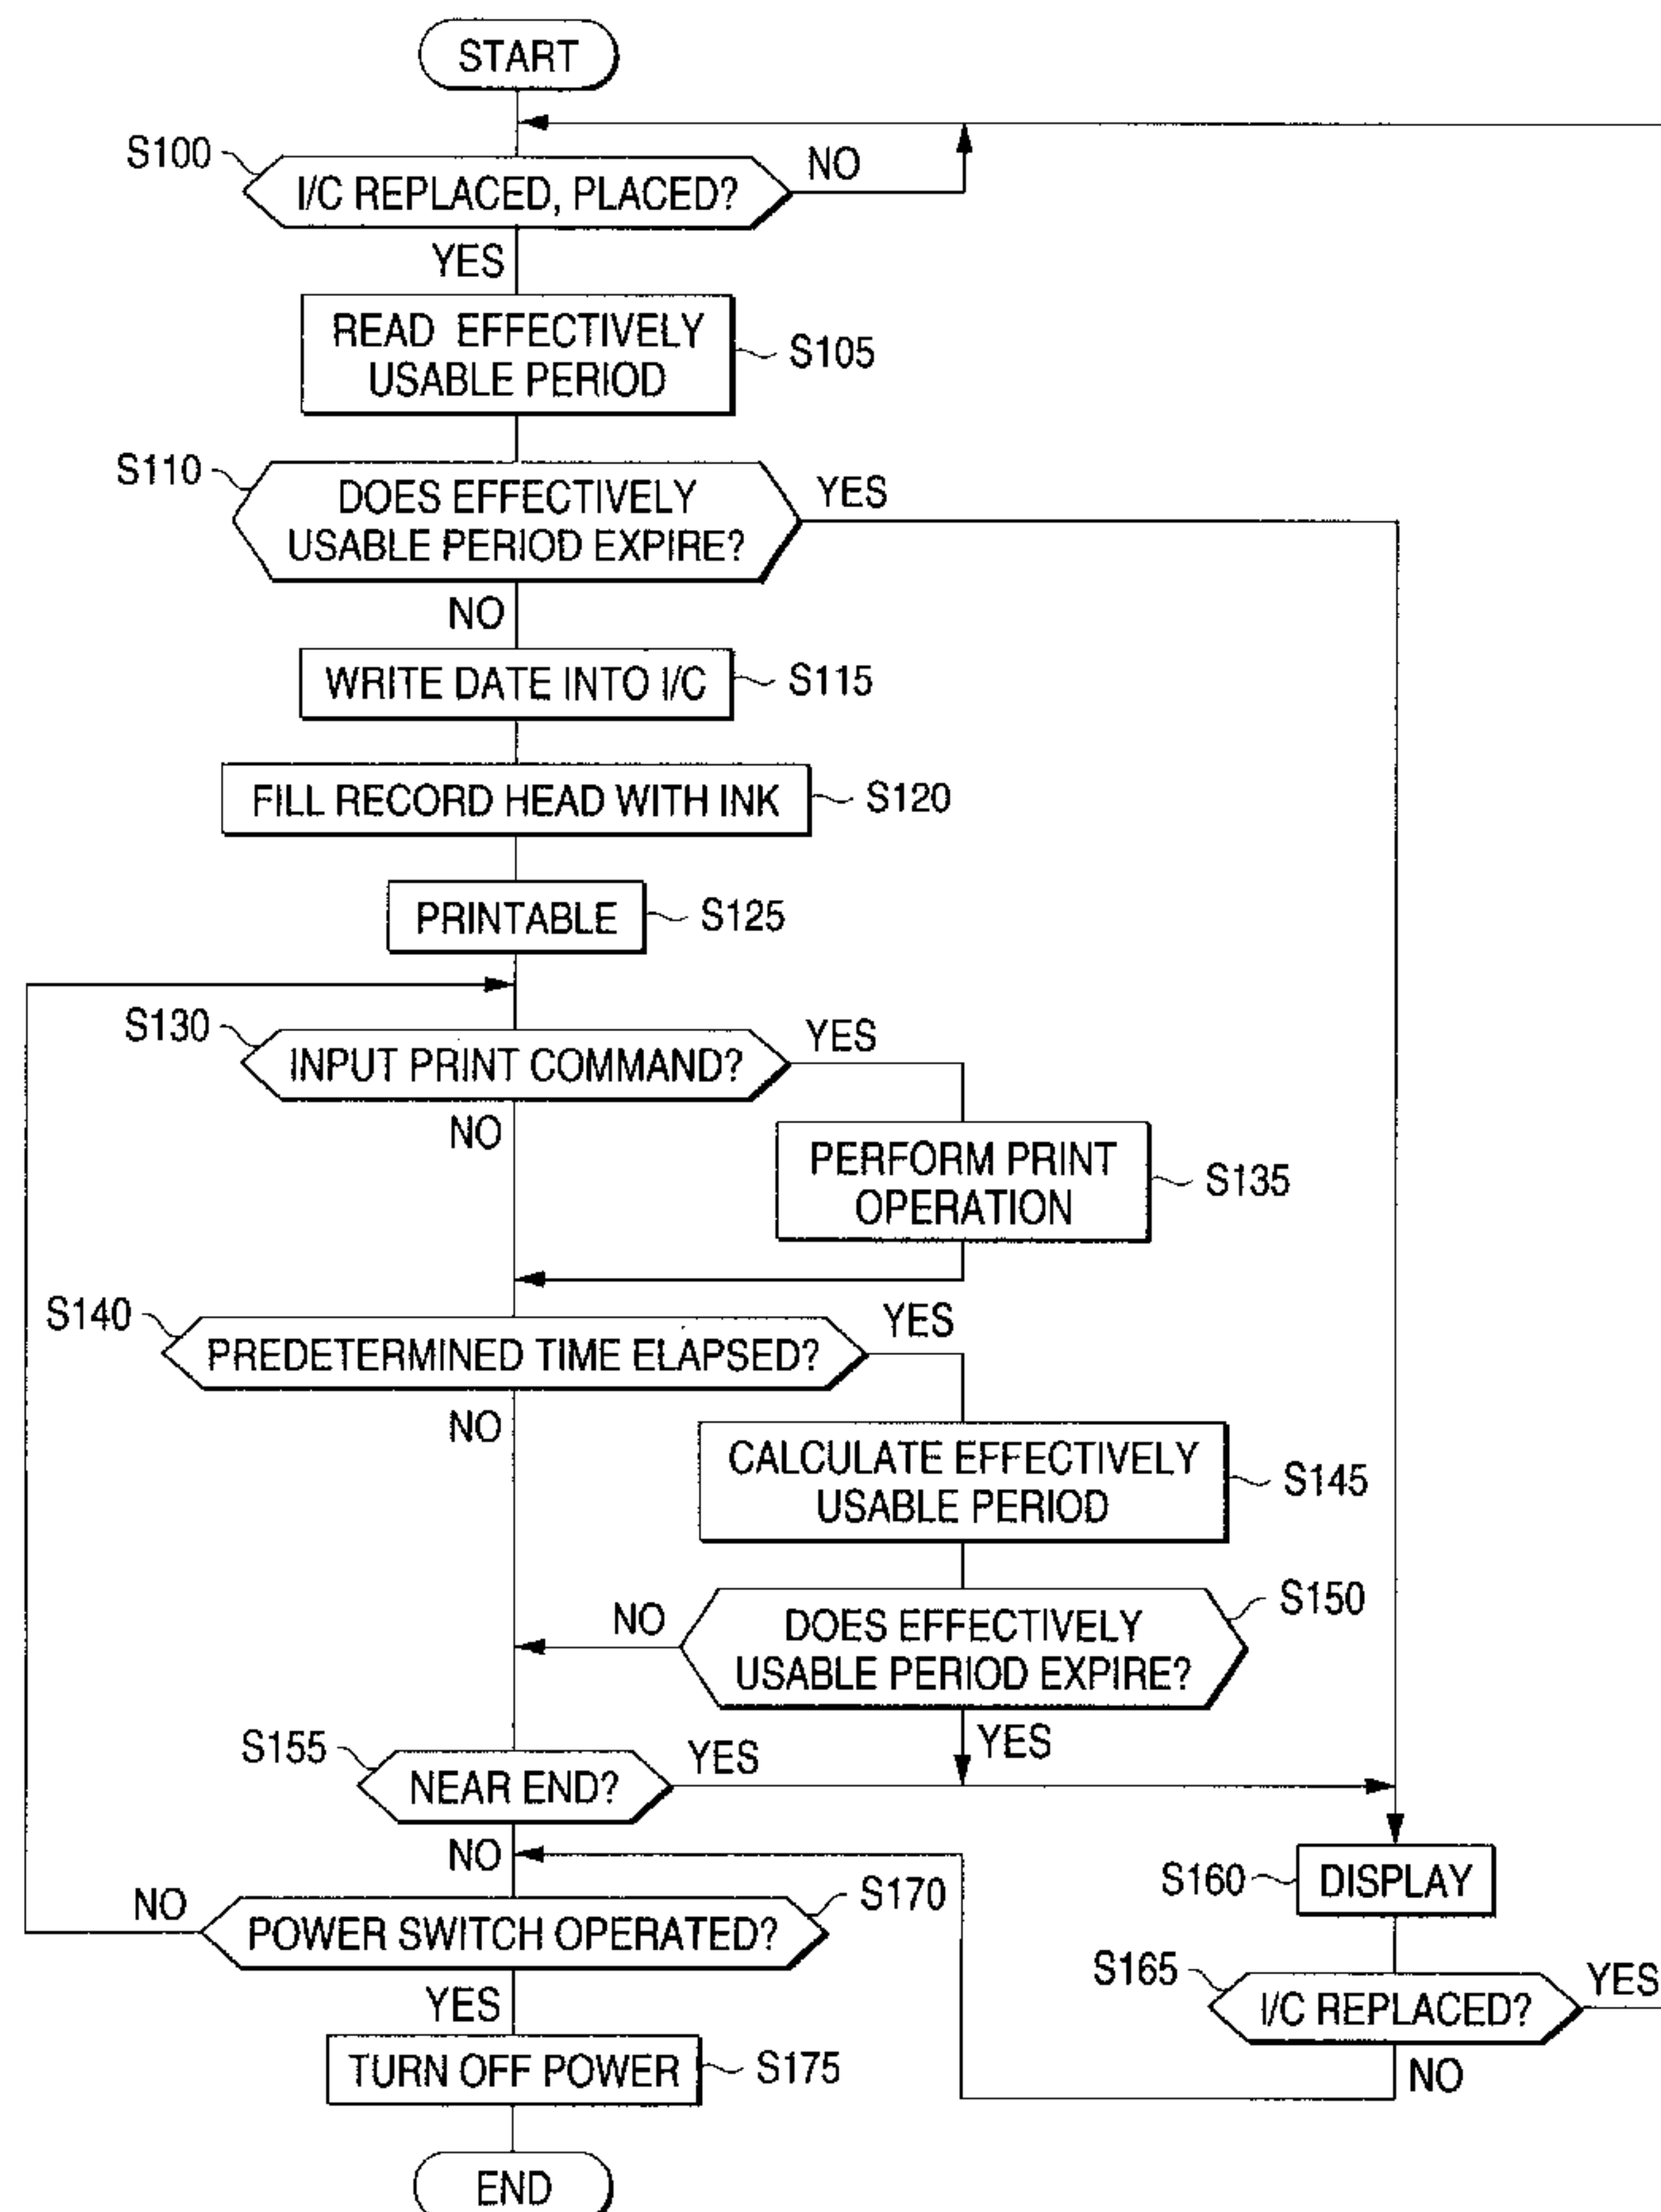 START
S100
I/C REPLACED, PLACED?
NO
YES
READ EFFECTIVELY
USABLE PERIOD
S105
S110
DOES EFFECTIVELY
USABLE PERIOD EXPIRE?
YES
NO
WRITE DATE INTO I/C
S115
FILL RECORD HEAD WITH INK
S120
PRINTABLE
S125
S130
INPUT PRINT COMMAND?
YES
NO
PERFORM PRINT
OPERATION
S135
S140
PREDETERMINED TIME ELAPSED?
YES
NO
CALCULATE EFFECTIVELY
USABLE PERIOD
S145
S150
DOES EFFECTIVELY
USABLE PERIOD EXPIRE?
NO
YES
S155
NEAR END?
YES
NO
S160
DISPLAY
S165
I/C REPLACED?
YES
NO
S170
POWER SWITCH OPERATED?
NO
YES
TURN OFF POWER
S175
END